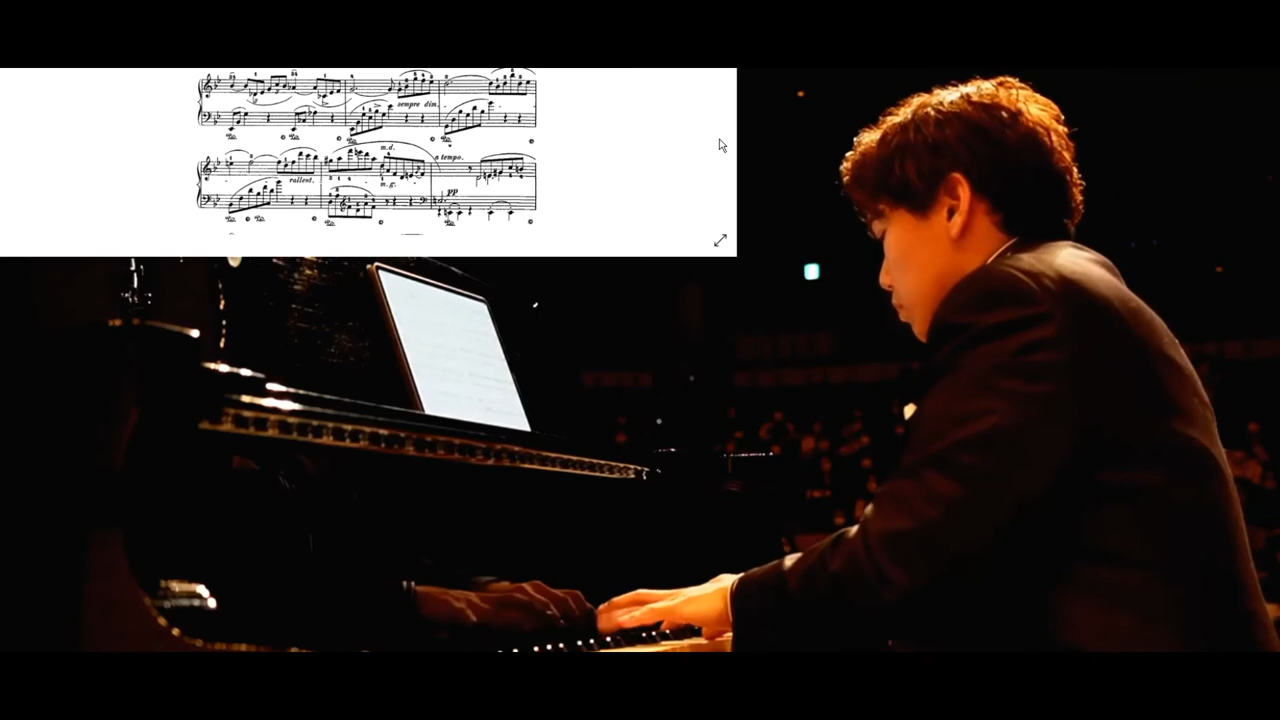 sempre dim.
m.d.
a tempo.
rallent.
m.g.
pp